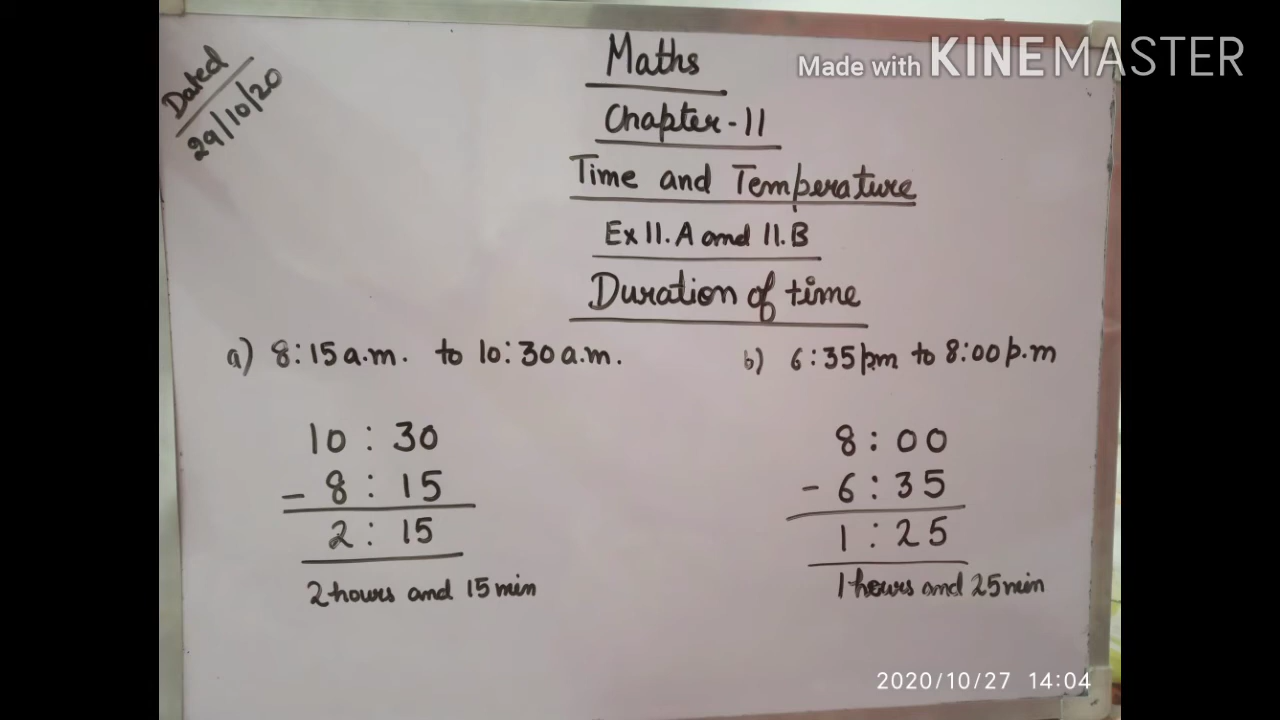 Made with KINEMASTER
Dated
29/10/20
Maths
Chapter-11
Time and Temperature
Ex 11.A and 11.B
Duration of time
a) 8:15 a.m. to 10:30 a.m.
10 : 30
- 8 : 15
2 : 15
2 hours and 15 min
b) 6:35 pm to 8:00 p.m
8 : 00
- 6 : 35
1 : 25
1 hours and 25 min
2020/10/27 14:04